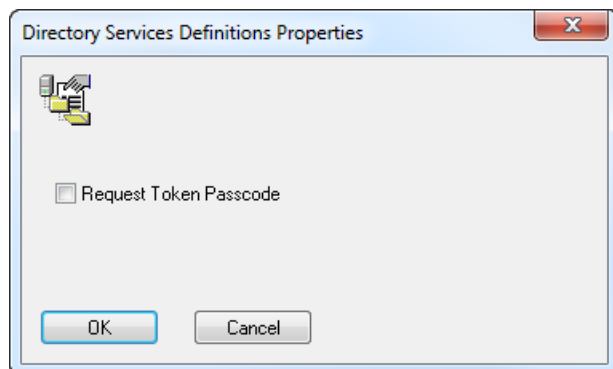 Directory Services Definitions Properties
Request Token Passcode
OK
Cancel